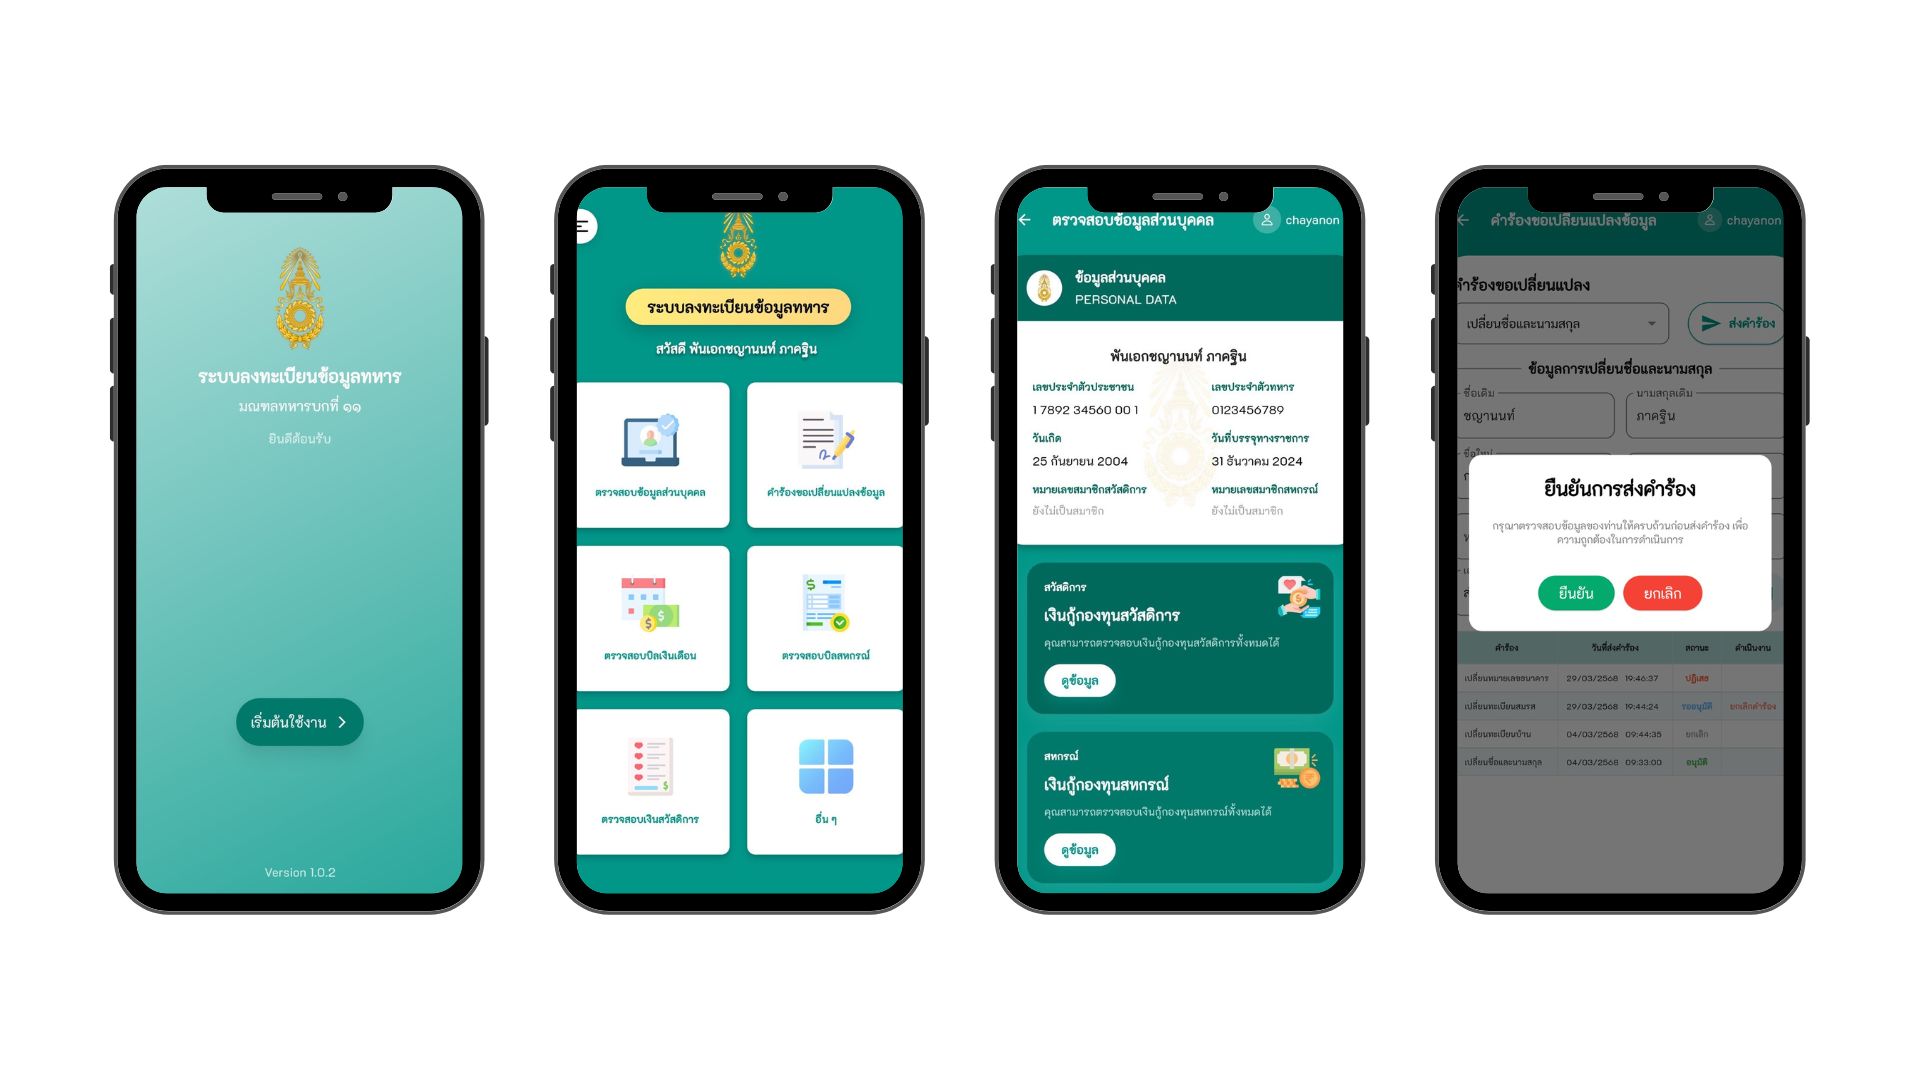 ระบบลงทะเบียนข้อมูลทหาร
มณฑลทหารบกที่ ๑๑
ยินดีต้อนรับ
เริ่มต้นใช้งาน
Version 1.0.2
ระบบลงทะเบียนข้อมูลทหาร
สวัสดี พันเอกชญานนท์ ภาคฐิน
ตรวจสอบข้อมูลส่วนบุคคล
คำร้องขอเปลี่ยนแปลงข้อมูล
ตรวจสอบบิลเงินเดือน
ตรวจสอบบิลสหกรณ์
ตรวจสอบเงินสวัสดิการ
อื่น ๆ
ตรวจสอบข้อมูลส่วนบุคคล
chayanon
ข้อมูลส่วนบุคคล
PERSONAL DATA
พันเอกชญานนท์ ภาคฐิน
เลขประจำตัวประชาชน เลขประจำตัวทหาร
1 7892 34560 00 1 0123456789
วันเกิด วันที่บรรจุทางราชการ
25 กันยายน 2004 31 ธันวาคม 2024
หมายเลขสมาชิกสวัสดิการ หมายเลขสมาชิกสหกรณ์
ยังไม่เป็นสมาชิก ยังไม่เป็นสมาชิก
สวัสดิการ
เงินกู้กองทุนสวัสดิการ
คุณสามารถตรวจสอบเงินกู้กองทุนสวัสดิการทั้งหมดได้
ดูข้อมูล
สหกรณ์
เงินกู้กองทุนสหกรณ์
คุณสามารถตรวจสอบเงินกู้กองทุนสหกรณ์ทั้งหมดได้
ดูข้อมูล
คำร้องขอเปลี่ยนแปลงข้อมูล
chayanon
คำร้องขอเปลี่ยนแปลง
เปลี่ยนชื่อและนามสกุล
ส่งคำร้อง
ข้อมูลการเปลี่ยนชื่อและนามสกุล
ชื่อเดิม นามสกุลเดิม
ชญานนท์ ภาคฐิน
ชื่อใหม่
ยืนยันการส่งคำร้อง
กรุณาตรวจสอบข้อมูลของท่านให้ครบถ้วนก่อนส่งคำร้อง เพื่อ
ความถูกต้องในการดำเนินการ
ยืนยัน ยกเลิก
คำร้อง วันที่ส่งคำร้อง สถานะ ดำเนินงาน
เปลี่ยนหมายเลขธนาคาร 29/03/2568 19:46:37 ปฏิเสธ
เปลี่ยนทะเบียนสมรส 29/03/2568 19:44:24 รออนุมัติ ยกเลิกคำร้อง
เปลี่ยนทะเบียนบ้าน 04/03/2568 09:44:35 ยกเลิก
เปลี่ยนชื่อและนามสกุล 04/03/2568 09:33:00 อนุมัติ